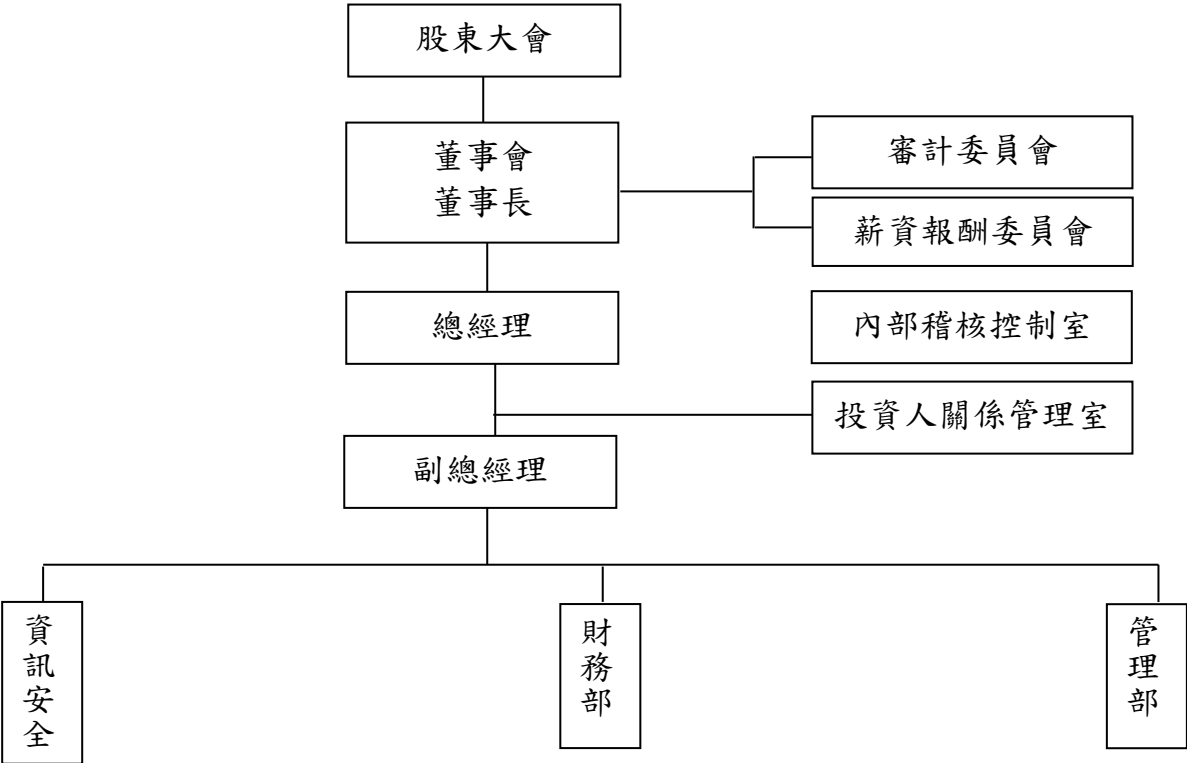 股東大會
董事會
董事長
審計委員會
薪資報酬委員會
總經理
內部稽核控制室
投資人關係管理室
副總經理
資訊安全
財務部
管理部